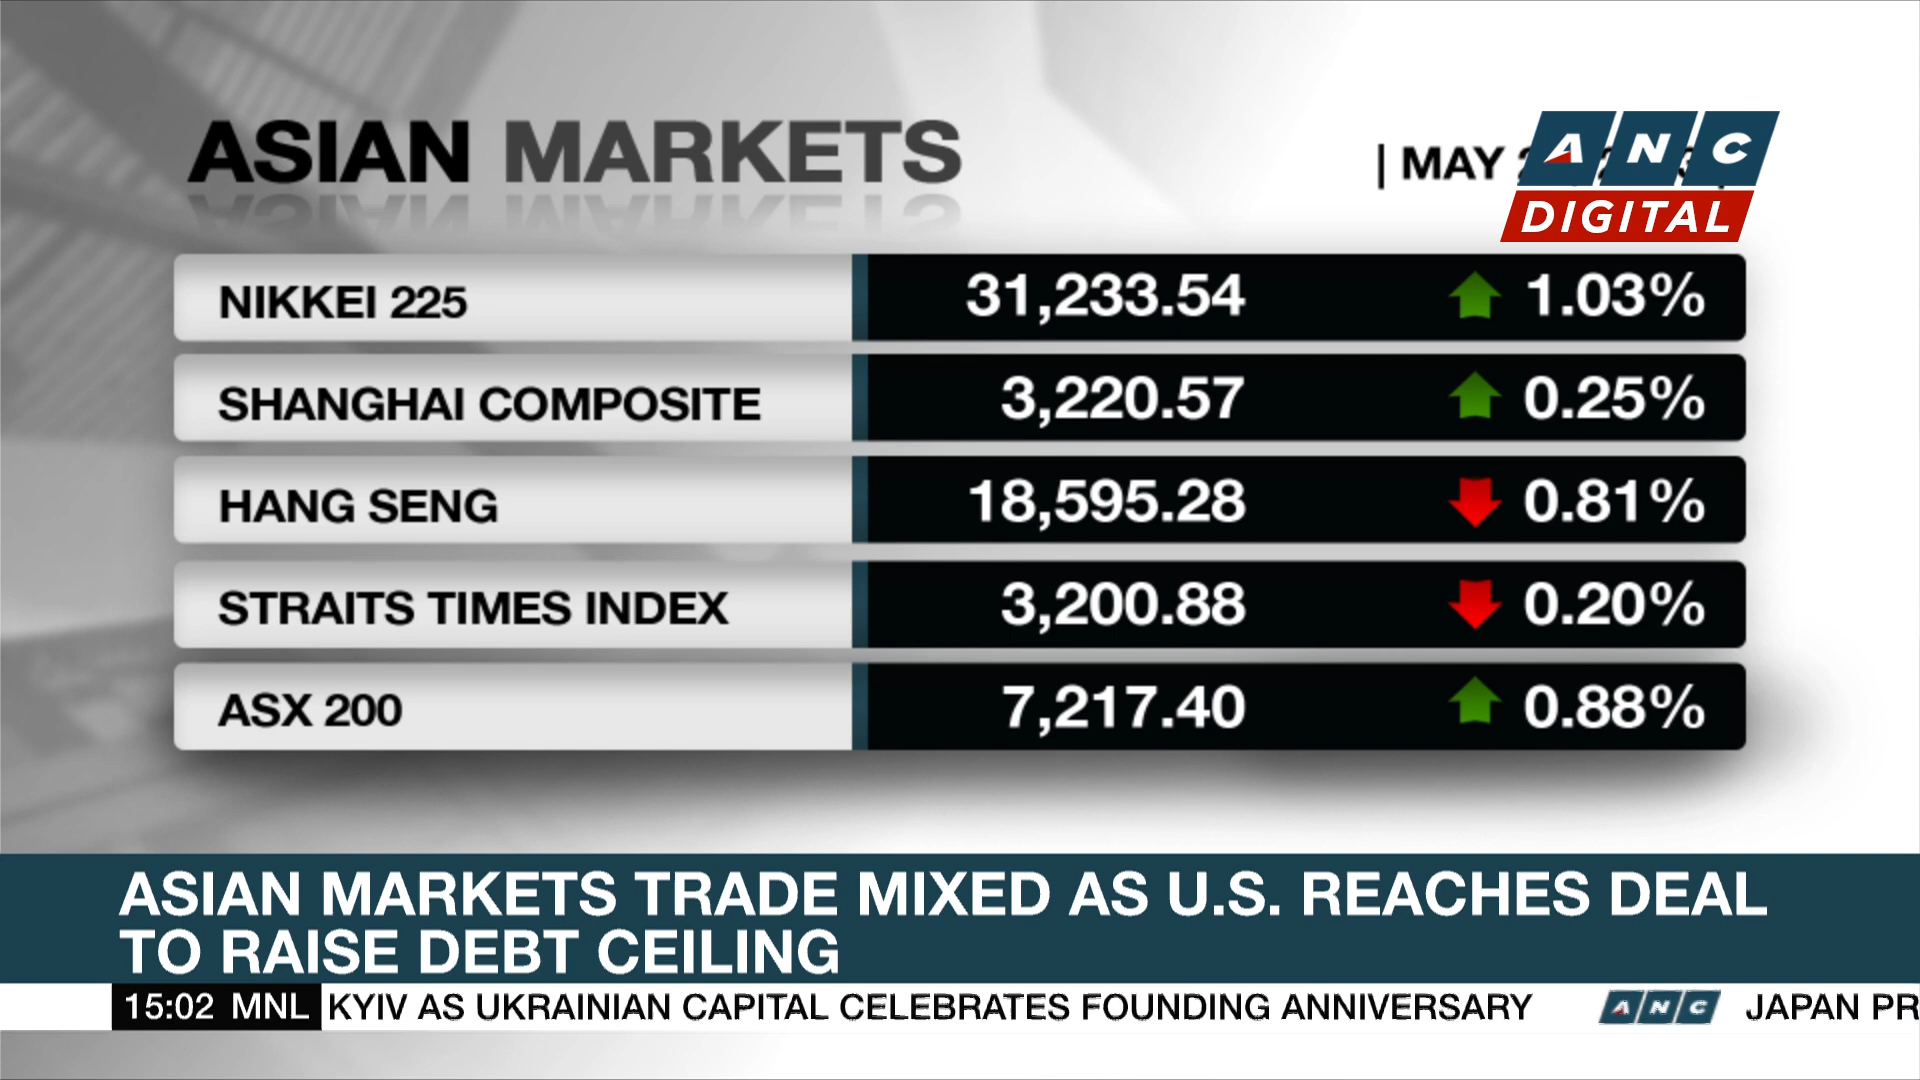 ASIAN MARKETS
| MAY
ANC
DIGITAL
NIKKEI 225 31,233.54 1.03%
SHANGHAI COMPOSITE 3,220.57 0.25%
HANG SENG 18,595.28 0.81%
STRAITS TIMES INDEX 3,200.88 0.20%
ASX 200 7,217.40 0.88%
ASIAN MARKETS TRADE MIXED AS U.S. REACHES DEAL
TO RAISE DEBT CEILING
15:02 MNL KYIV AS UKRAINIAN CAPITAL CELEBRATES FOUNDING ANNIVERSARY ANC JAPAN PR